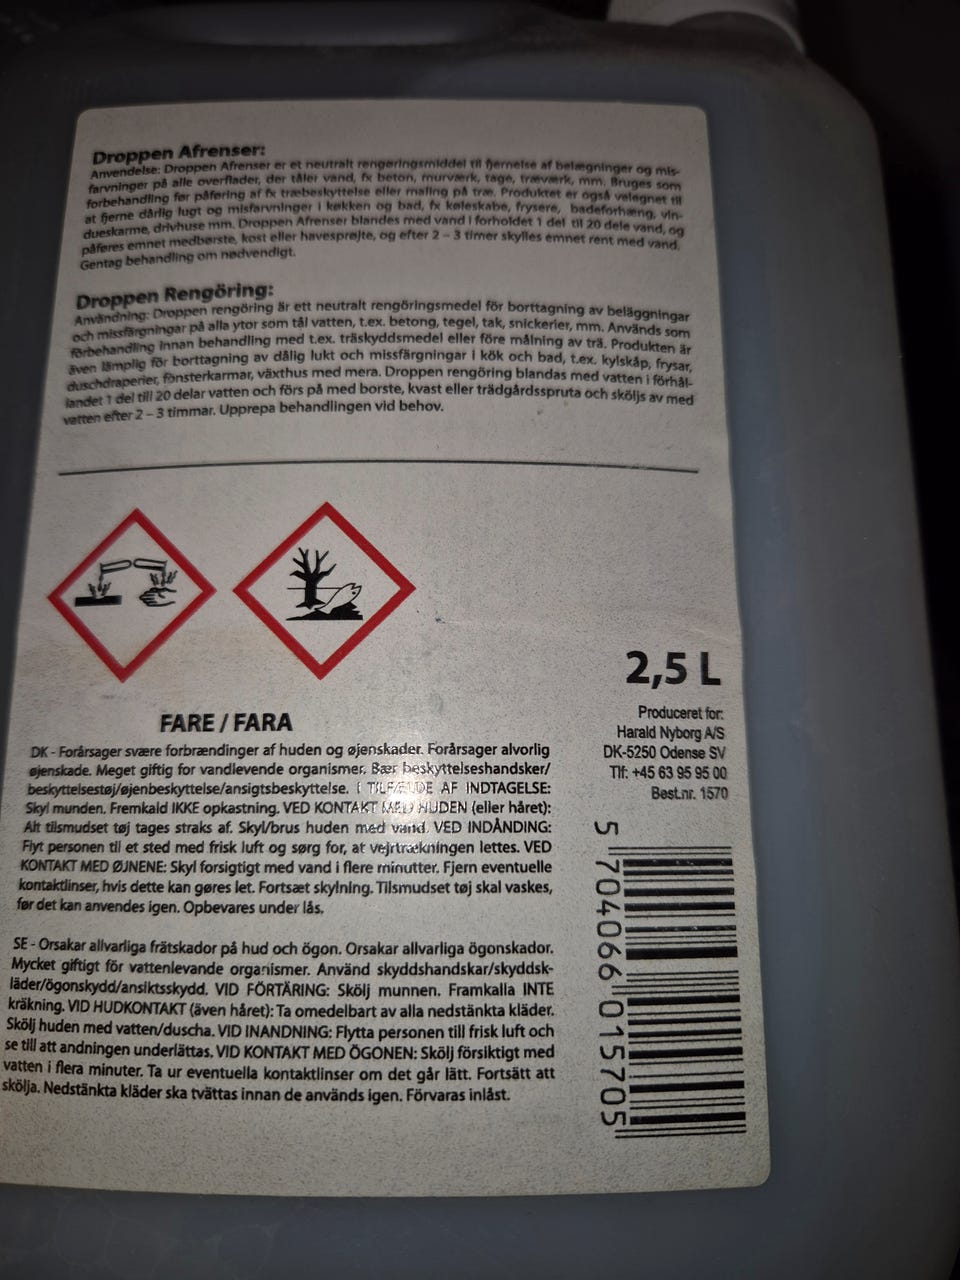 Droppen Afrenser:
Anvendelse: Droppen Afrenser er et neutralt rengøringsmiddel til fjernelse af belægninger og mis-
farvninger på alle overflader, der tåler vand, fx beton, murværk, tage, træværk, mm. Bruges som
forbehandling før påføring af fx træbeskyttelse eller maling på træ. Produktet er også velegnet til
at fjerne dårlig lugt og misfarvninger i køkken og bad, fx køleskabe, frysere, badeforhæng, vin-
dueskarme, drivhuse mm. Droppen Afrenser blandes med vand i forholdet 1 del til 20 dele vand, og
påføres emnet medbørste, kost eller havesprøjte, og efter 2 – 3 timer skylles emnet rent med vand.
Gentag behandling om nødvendigt.
Droppen Rengöring:
Användning: Droppen rengöring är ett neutralt rengöringsmedel för borttagning av beläggningar
och missfärgningar på alla ytor som tål vatten, t.ex. betong, tegel, tak, snickerier, mm. Används som
förbehandling innan behandling med t.ex. träskyddsmedel eller före målning av trä. Produkten är
även lämplig för borttagning av dålig lukt och missfärgningar i kök och bad, t.ex. kylskåp, frysar,
duschdraperier, fönsterkarmar, växthus med mera. Droppen rengöring blandas med vatten i förhål-
landet 1 del till 20 delar vatten och förs på med borste, kvast eller trädgårdsspruta och sköljs av med
vatten efter 2 – 3 timmar. Upprepa behandlingen vid behov.
FARE / FARA
DK - Forårsager svære forbrændinger af huden og øjenskader. Forårsager alvorlig
øjenskade. Meget giftig for vandlevende organismer. Bær beskyttelseshandsker/
beskyttelsestøj/øjenbeskyttelse/ansigtsbeskyttelse. I TILFÆLDE AF INDTAGELSE:
Skyl munden. Fremkald IKKE opkastning. VED KONTAKT MED HUDEN (eller håret):
Alt tilsmudset tøj tages straks af. Skyl/brus huden med vand. VED INDÅNDING:
Flyt personen til et sted med frisk luft og sørg for, at vejrtrækningen lettes. VED
KONTAKT MED ØJNENE: Skyl forsigtigt med vand i flere minutter. Fjern eventuelle
kontaktlinser, hvis dette kan gøres let. Fortsæt skylning. Tilsmudset tøj skal vaskes,
før det kan anvendes igen. Opbevares under lås.
SE - Orsakar allvarliga frätskador på hud och ögon. Orsakar allvarliga ögonskador.
Mycket giftigt för vattenlevande organismer. Använd skyddshandskar/skyddsk-
läder/ögonskydd/ansiktsskydd. VID FÖRTÄRING: Skölj munnen. Framkalla INTE
kräkning. VID HUDKONTAKT (även håret): Ta omedelbart av alla nedstänkta kläder.
Skölj huden med vatten/duscha. VID INANDNING: Flytta personen till frisk luft och
se till att andningen underlättas. VID KONTAKT MED ÖGONEN: Skölj försiktigt med
vatten i flera minuter. Ta ur eventuella kontaktlinser om det går lätt. Fortsätt att
skölja. Nedstänkta kläder ska tvättas innan de används igen. Förvaras inlåst.
2,5 L
Produceret for:
Harald Nyborg A/S
DK-5250 Odense SV
Tlf: +45 63 95 95 00
Best.nr. 1570
5 704066 015705